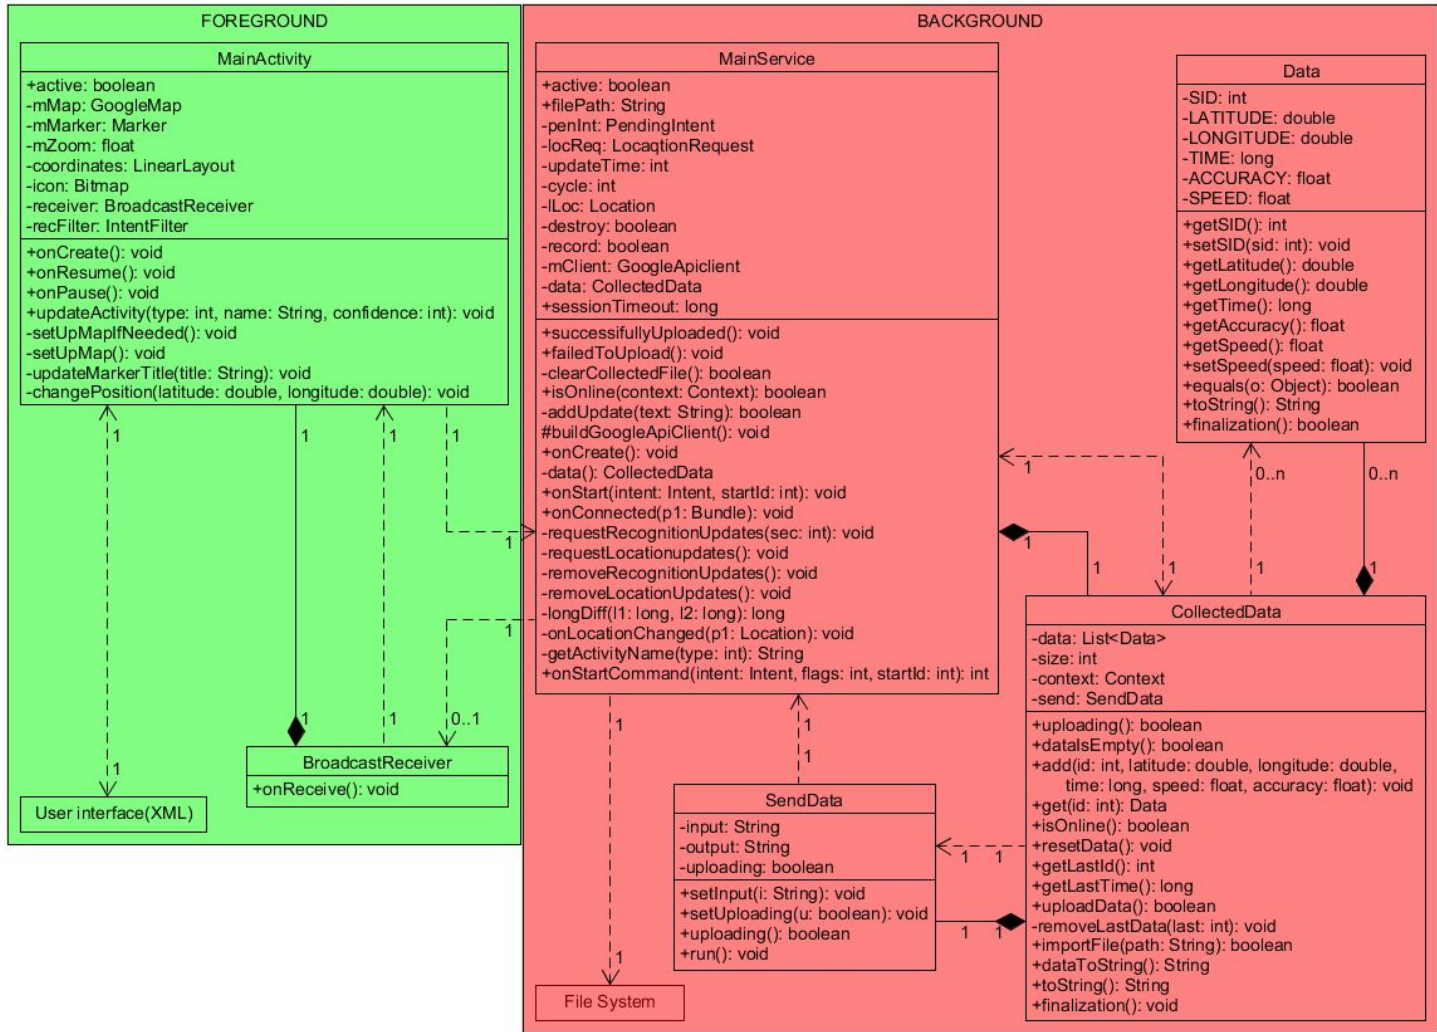 FOREGROUND
MainActivity
+active: boolean
-mMap: GoogleMap
-mMarker: Marker
-mZoom: float
-coordinates: LinearLayout
-icon: Bitmap
-receiver: BroadcastReceiver
-recFilter: IntentFilter
+onCreate(): void
+onResume(): void
+onPause(): void
+updateActivity(type: int, name: String, confidence: int): void
-setUpMapIfNeeded(): void
-setUpMap(): void
-updateMarkerTitle(title: String): void
-changePosition(latitude: double, longitude: double): void
1
1
1
1
1
1
1
0..1
BroadcastReceiver
+onReceive(): void
1
User interface(XML)
BACKGROUND
MainService
+active: boolean
+filePath: String
-penInt: PendingIntent
-locReq: LocaqtionRequest
-updateTime: int
-cycle: int
-lLoc: Location
-destroy: boolean
-record: boolean
-mClient: GoogleApiclient
-data: CollectedData
+sessionTimeout: long
+successfullyUploaded(): void
+failedToUpload(): void
-clearCollectedFile(): boolean
+isOnline(context: Context): boolean
-addUpdate(text: String): boolean
#buildGoogleApiClient(): void
+onCreate(): void
-data(): CollectedData
+onStart(intent: Intent, startId: int): void
+onConnected(p1: Bundle): void
-requestRecognitionUpdates(sec: int): void
-requestLocationupdates(): void
-removeRecognitionUpdates(): void
-removeLocationUpdates(): void
-longDiff(l1: long, l2: long): long
-onLocationChanged(p1: Location): void
-getActivityName(type: int): String
+onStartCommand(intent: Intent, flags: int, startId: int): int
1
1
Data
-SID: int
-LATITUDE: double
-LONGITUDE: double
-TIME: long
-ACCURACY: float
-SPEED: float
+getSID(): int
+setSID(sid: int): void
+getLatitude(): double
+getLongitude(): double
+getTime(): long
+getAccuracy(): float
+getSpeed(): float
+setSpeed(speed: float): void
+equals(o: Object): boolean
+toString(): String
+finalization(): boolean
1
0..n
0..n
1
1
1
1
1
CollectedData
-data: List<Data>
-size: int
-context: Context
-send: SendData
+uploading(): boolean
+dataIsEmpty(): boolean
+add(id: int, latitude: double, longitude: double,
time: long, speed: float, accuracy: float): void
+get(id: int): Data
+isOnline(): boolean
+resetData(): void
+getLastId(): int
+getLastTime(): long
+uploadData(): boolean
-removeLastData(last: int): void
+importFile(path: String): boolean
+dataToString(): String
+toString(): String
+finalization(): void
1
1
1
SendData
-input: String
-output: String
-uploading: boolean
+setInput(i: String): void
+setUploading(u: boolean): void
+uploading(): boolean
+run(): void
1 1
1 1
1
File System